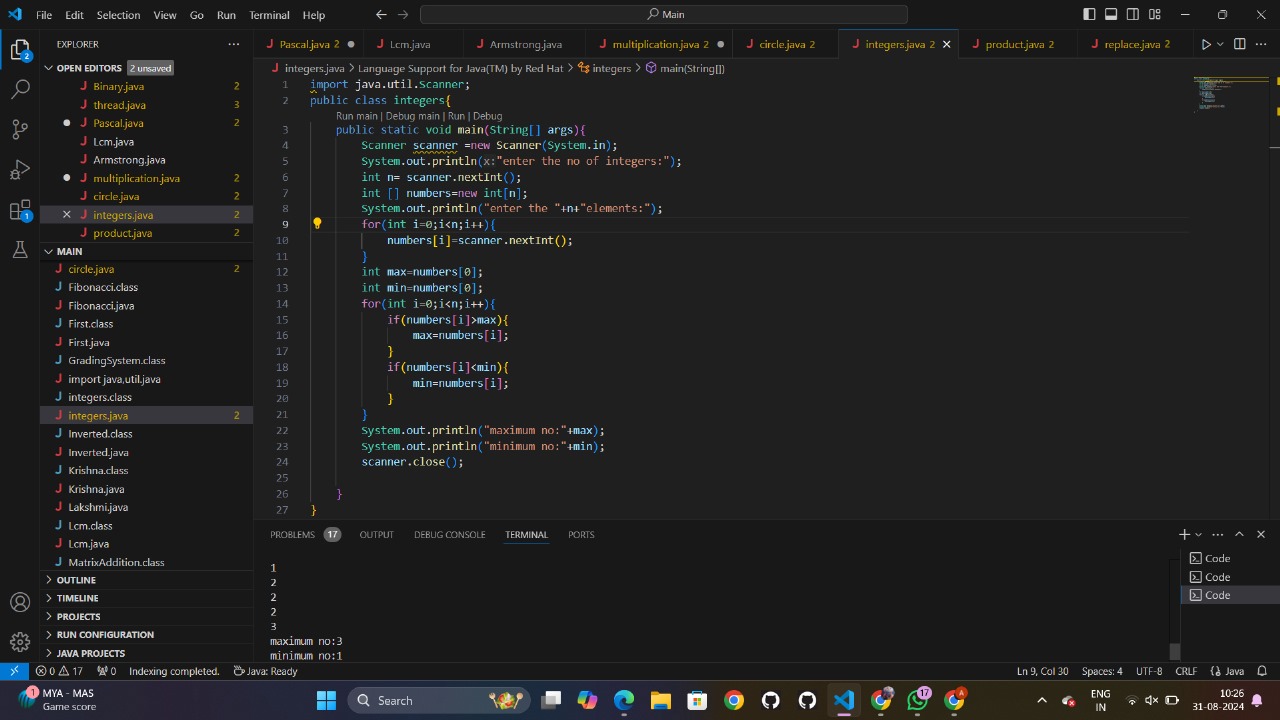 File Edit Selection View Go Run Terminal Help
Main
EXPLORER
OPEN EDITORS 2 unsaved
Binary.java 2
thread.java 3
Pascal.java 2
Lcm.java
Armstrong.java
multiplication.java 2
circle.java 2
integers.java 2
product.java 2
MAIN
circle.java 2
Fibonacci.class
Fibonacci.java
First.class
First.java
GradingSystem.class
import java,util.java
integers.class
integers.java 2
Inverted.class
Inverted.java
Krishna.class
Krishna.java
Lakshmi.java
Lcm.class
Lcm.java
MatrixAddition.class
OUTLINE
TIMELINE
PROJECTS
RUN CONFIGURATION
JAVA PROJECTS
Pascal.java 2 Lcm.java Armstrong.java multiplication.java 2 circle.java 2 integers.java 2 product.java 2 replace.java 2
integers.java > Language Support for Java(TM) by Red Hat > integers > main(String[])
1 import java.util.Scanner;
2 public class integers{
Run main | Debug main | Run | Debug
3 public static void main(String[] args){
4 Scanner scanner =new Scanner(System.in);
5 System.out.println(x:"enter the no of integers:");
6 int n= scanner.nextInt();
7 int [] numbers=new int[n];
8 System.out.println("enter the "+n+"elements:");
9 for(int i=0;i<n;i++){
10 numbers[i]=scanner.nextInt();
11 }
12 int max=numbers[0];
13 int min=numbers[0];
14 for(int i=0;i<n;i++){
15 if(numbers[i]>max){
16 max=numbers[i];
17 }
18 if(numbers[i]<min){
19 min=numbers[i];
20 }
21 }
22 System.out.println("maximum no:"+max);
23 System.out.println("minimum no:"+min);
24 scanner.close();
25
26 }
27 }
PROBLEMS 17 OUTPUT DEBUG CONSOLE TERMINAL PORTS
1
2
2
2
3
maximum no:3
minimum no:1
Code
Code
Code
0 17 0 Indexing completed. Java: Ready Ln 9, Col 30 Spaces: 4 UTF-8 CRLF Java
MYA - MAS
Game score
Search
ENG
IN
10:26
31-08-2024